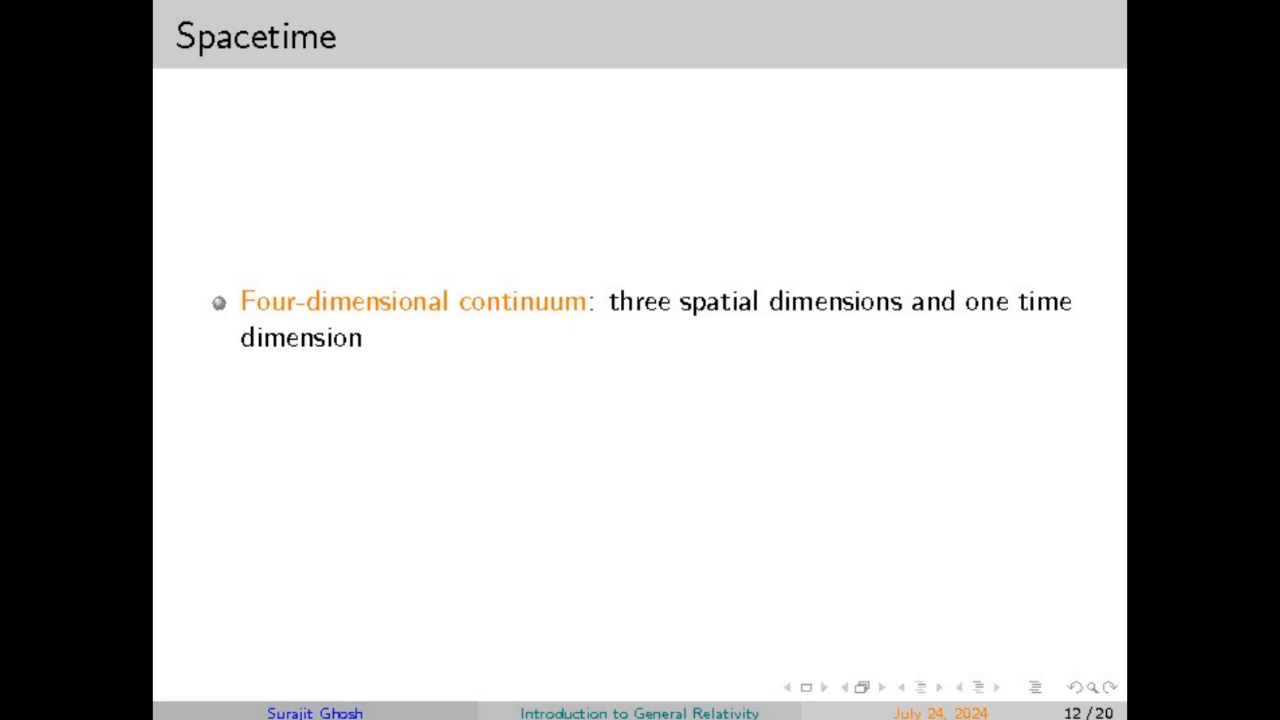 Spacetime
Four-dimensional continuum: three spatial dimensions and one time
dimension
Surajit Ghosh Introduction to General Relativity July 24, 2024 12/20